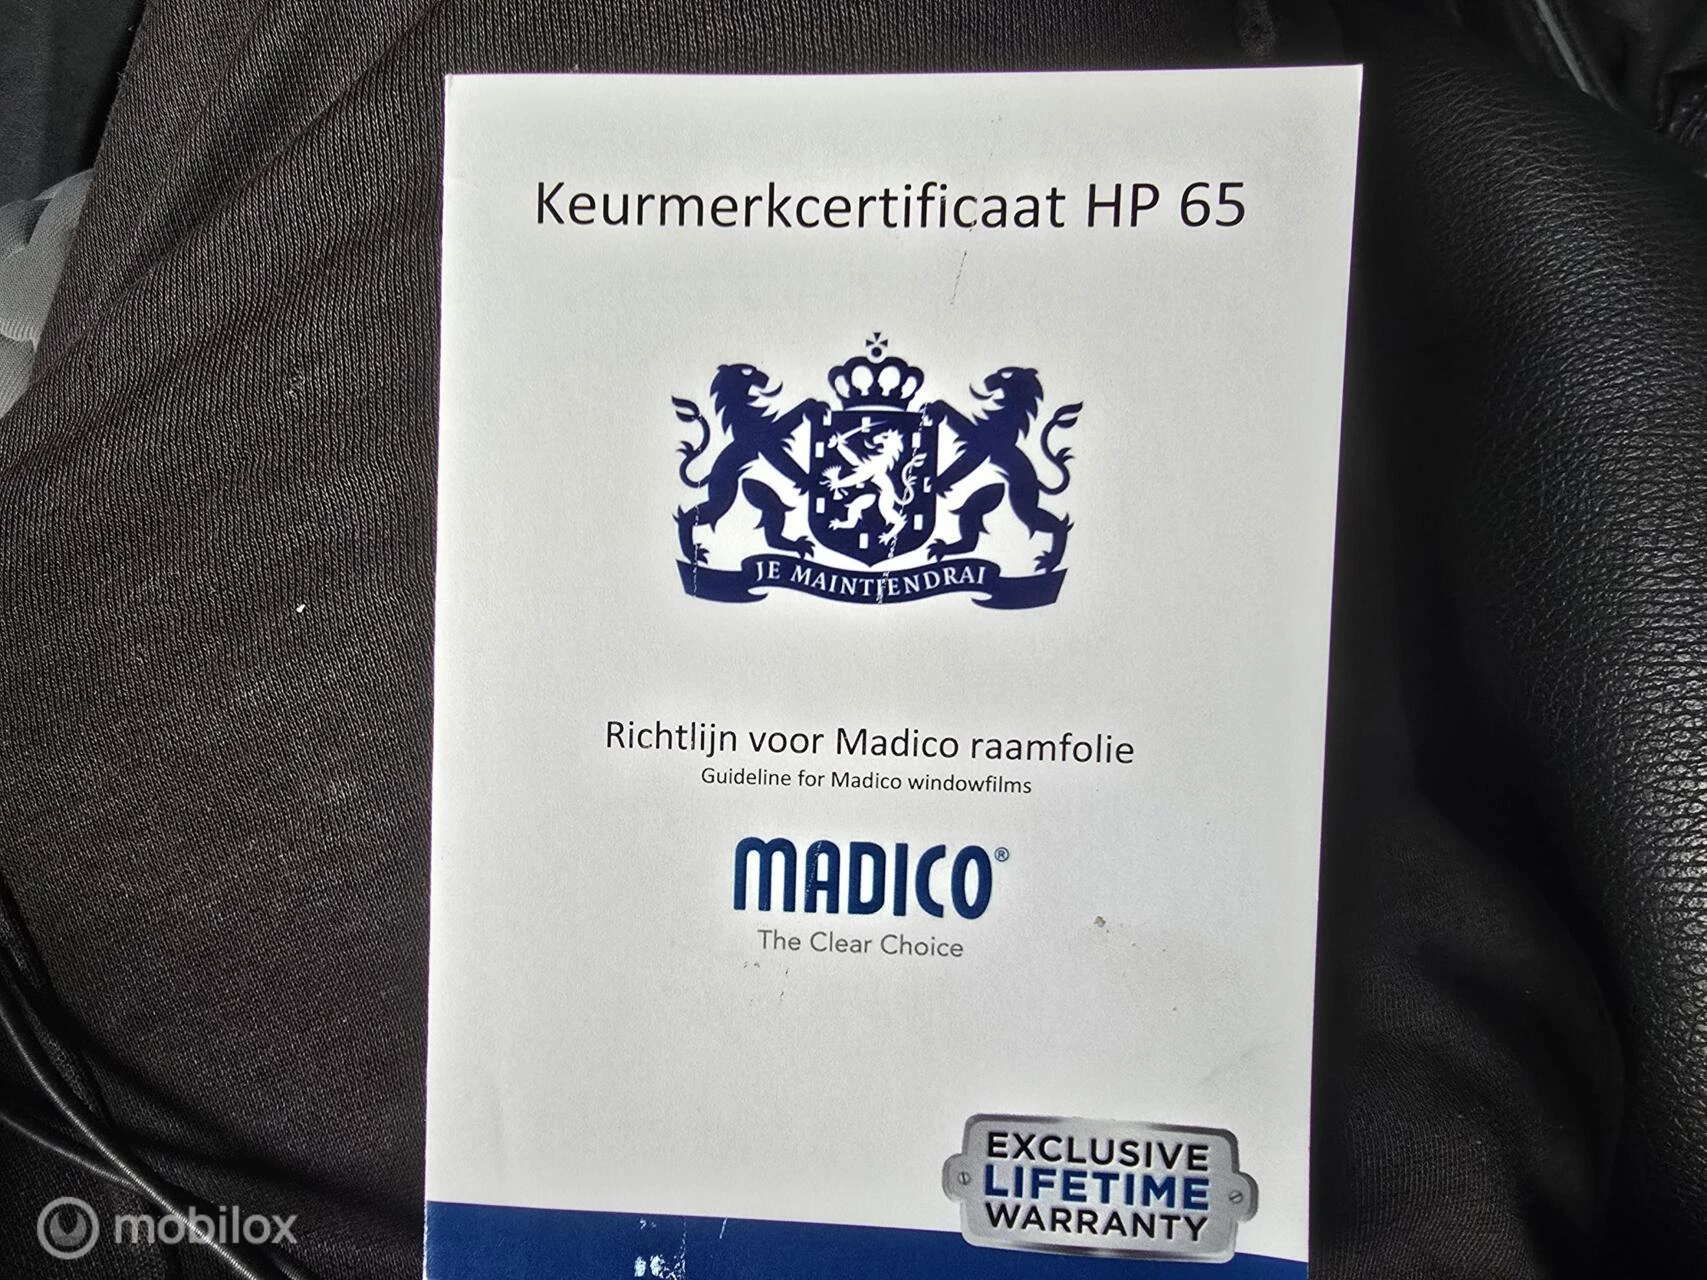 Keurmerkcertificaat HP 65
JE MAINTIENDRAI
Richtlijn voor Madico raamfolie
Guideline for Madico windowfilms
MADICO®
The Clear Choice
EXCLUSIVE
LIFETIME
WARRANTY
mobilox